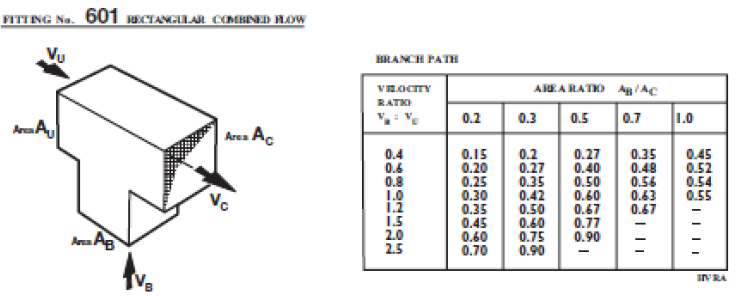 FITTING No. 601 RECTANGULAR COMBINED FLOW
VU
Area AU
Area AC
VC
Area AB
VB
BRANCH PATH
VELOCITY RATIO VB : VC
AREA RATIO AB / AC
0.2 0.3 0.5 0.7 1.0
0.4 0.15 0.2 0.27 0.35 0.45
0.6 0.20 0.27 0.40 0.48 0.52
0.8 0.25 0.35 0.50 0.56 0.54
1.0 0.30 0.42 0.60 0.63 0.55
1.2 0.35 0.50 0.67 0.67 –
1.5 0.45 0.60 0.77 – –
2.0 0.60 0.75 0.90 – –
2.5 0.70 0.90 – – –
HVRA